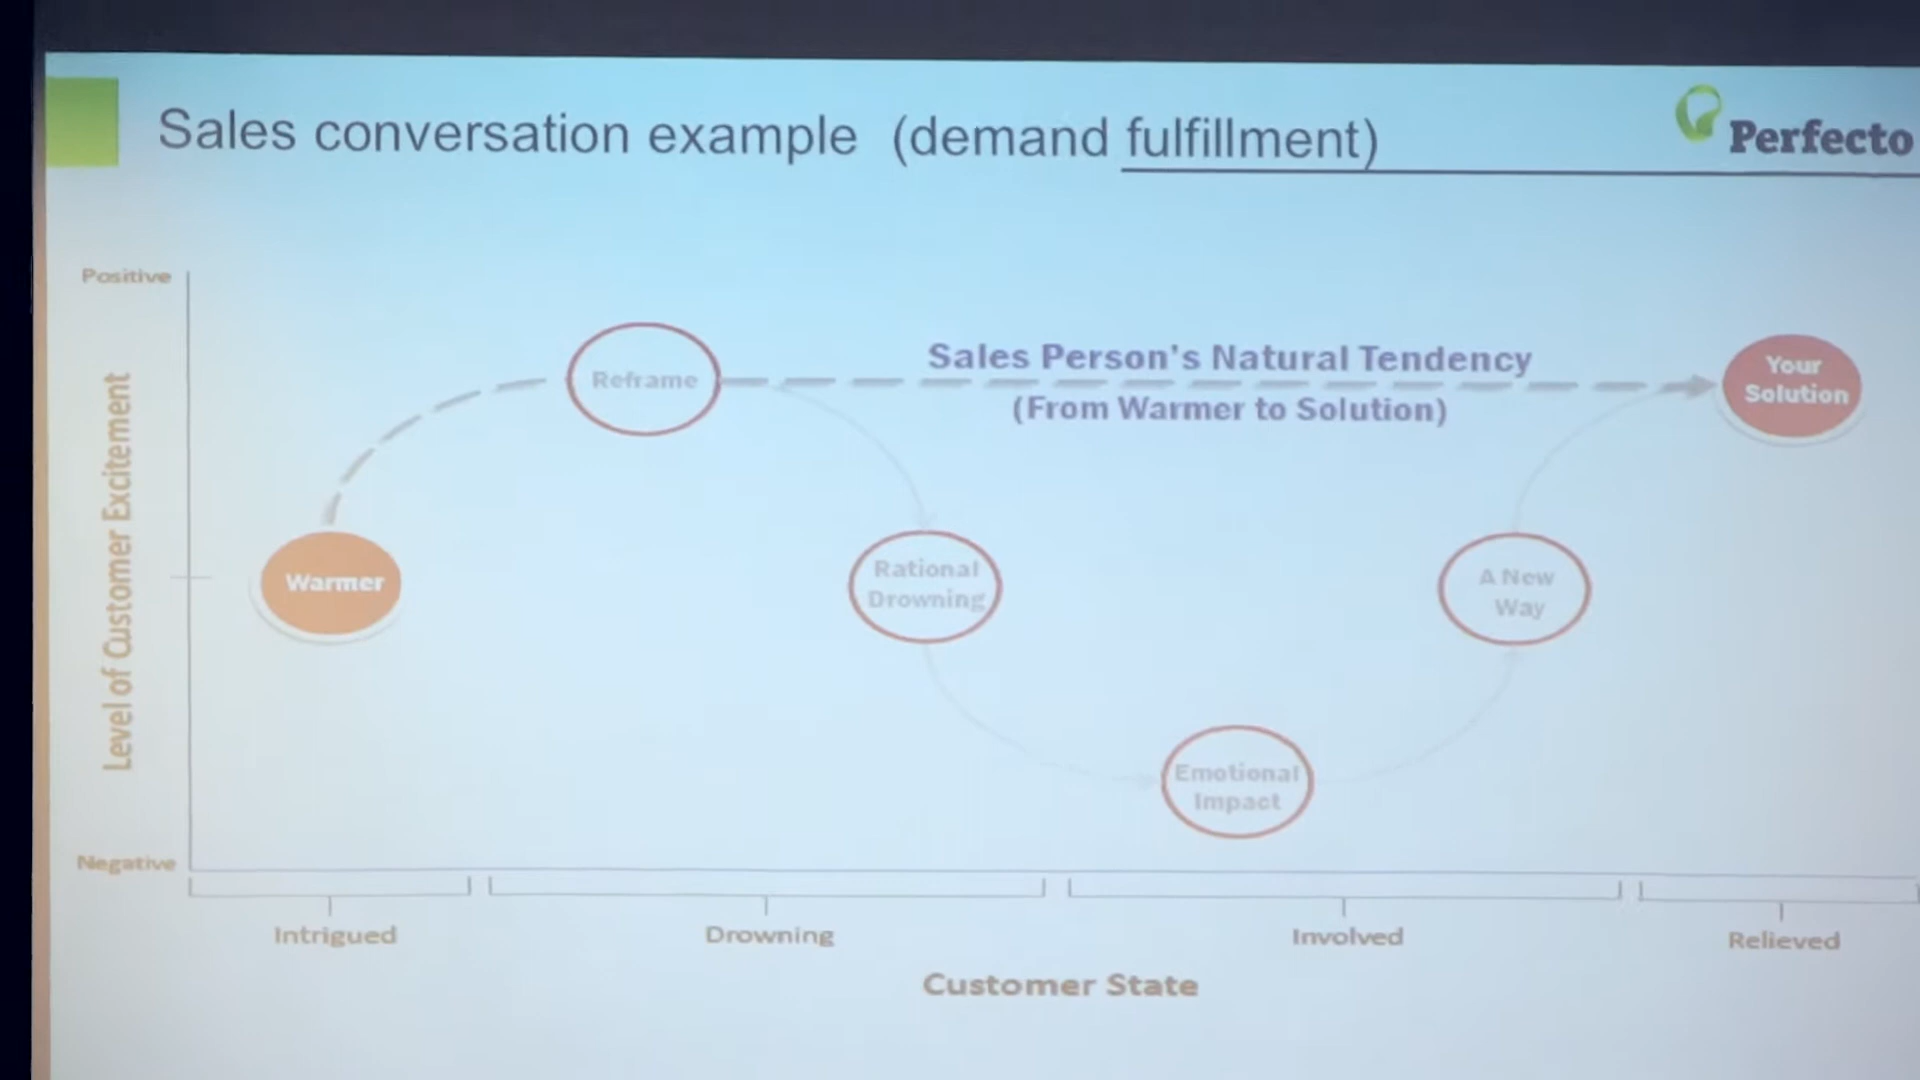 Sales conversation example (demand fulfillment)
Perfecto
Positive
Reframe
Sales Person's Natural Tendency
(From Warmer to Solution)
Your
Solution
Level of Customer Excitement
Warmer
Rational
Drowning
A New
Way
Emotional
Impact
Negative
Intrigued
Drowning
Involved
Relieved
Customer State